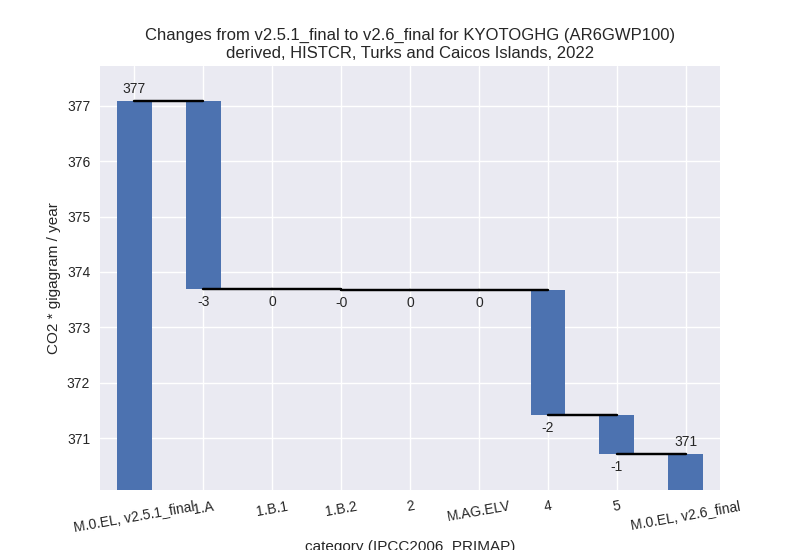 Changes from v2.5.1_final to v2.6_final for KYOTOGHG (AR6GWP100)
derived, HISTCR, Turks and Caicos Islands, 2022
CO2 * gigagram / year
377
376
375
374
373
372
371
377
-3
0
-0
0
0
-2
-1
371
M.0.EL, v2.5.1_final
1.A
1.B.1
1.B.2
2
M.AG.ELV
4
5
M.0.EL, v2.6_final
category (IPCC2006_PRIMAP)